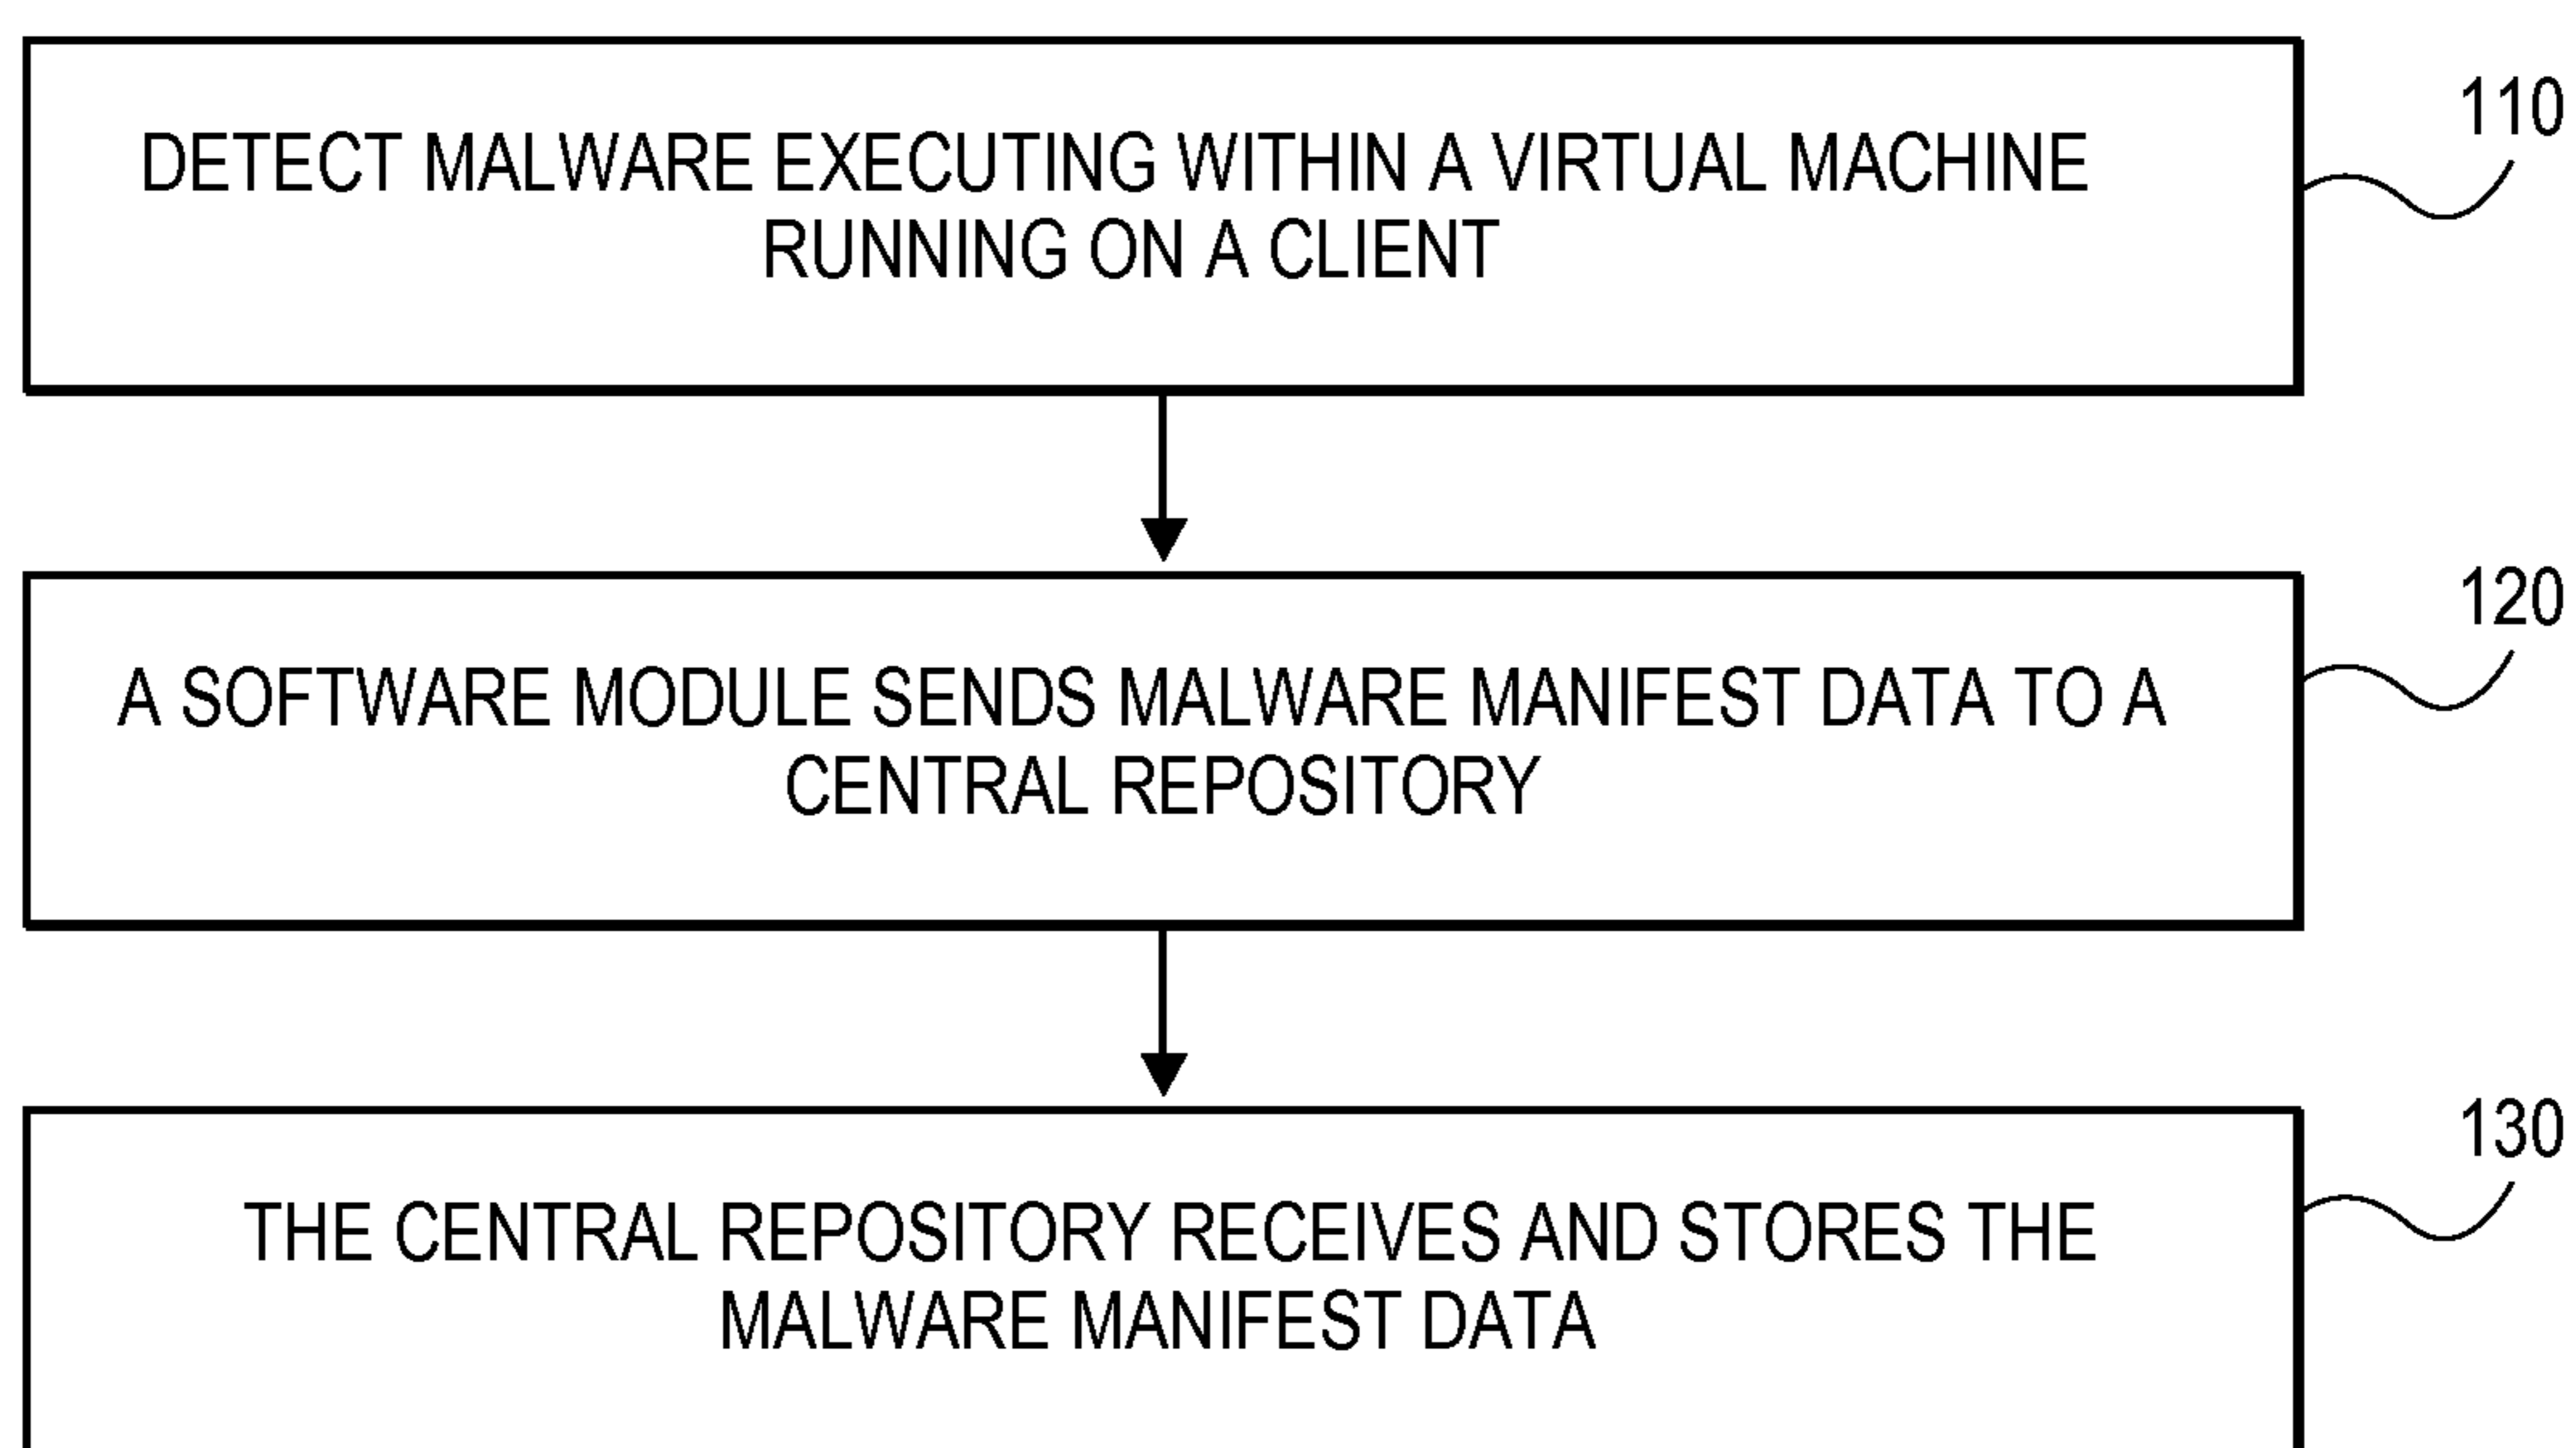 110
DETECT MALWARE EXECUTING WITHIN A VIRTUAL MACHINE
RUNNING ON A CLIENT
120
A SOFTWARE MODULE SENDS MALWARE MANIFEST DATA TO A
CENTRAL REPOSITORY
130
THE CENTRAL REPOSITORY RECEIVES AND STORES THE
MALWARE MANIFEST DATA